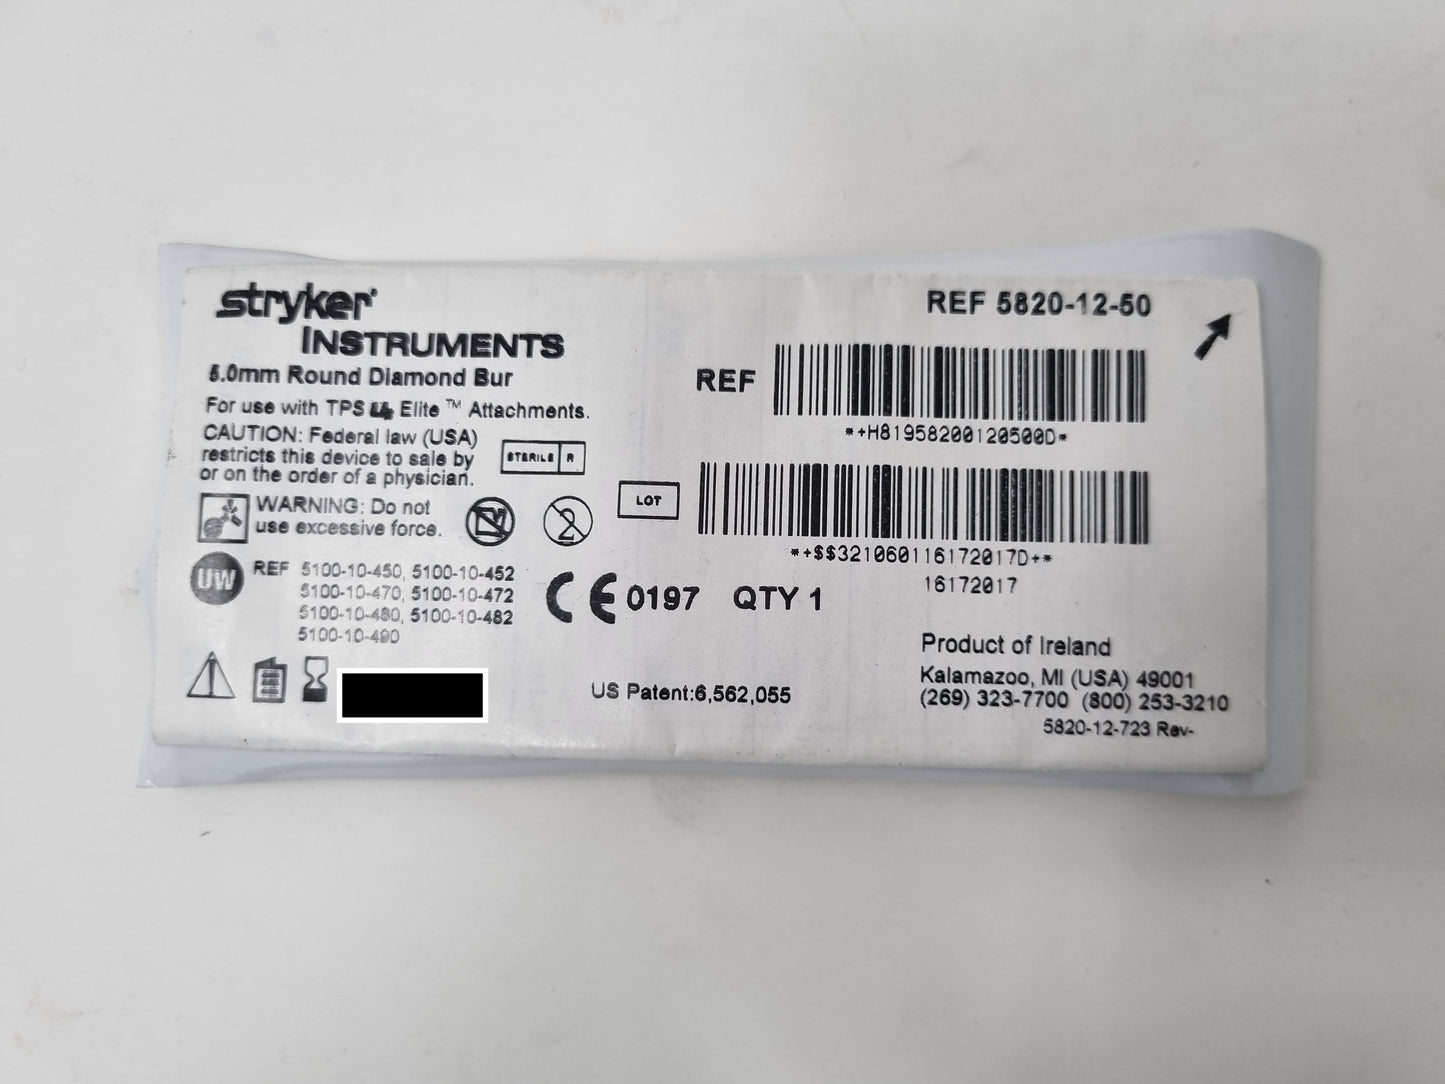 stryker
INSTRUMENTS
5.0mm Round Diamond Bur
For use with TPS Elite™ Attachments.
CAUTION: Federal law (USA)
restricts this device to sale by
or on the order of a physician.
STERILE R
WARNING: Do not
use excessive force.
2
UW
REF 5100-10-450, 5100-10-452
5100-10-470, 5100-10-472
5100-10-480, 5100-10-482
5100-10-490
REF 5820-12-50
REF
*+H81958200120500D*
LOT
*+$$321060116172017D+*
16172017
CE 0197 QTY 1
US Patent:6,562,055
Product of Ireland
Kalamazoo, MI (USA) 49001
(269) 323-7700 (800) 253-3210
5820-12-723 Rev-